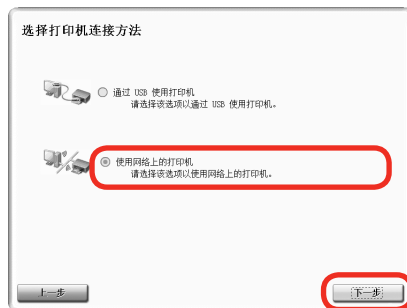 选择打印机连接方法
通过 USB 使用打印机
请选择该选项以通过 USB 使用打印机。
使用网络上的打印机
请选择该选项以使用网络上的打印机。
上一步
下一步